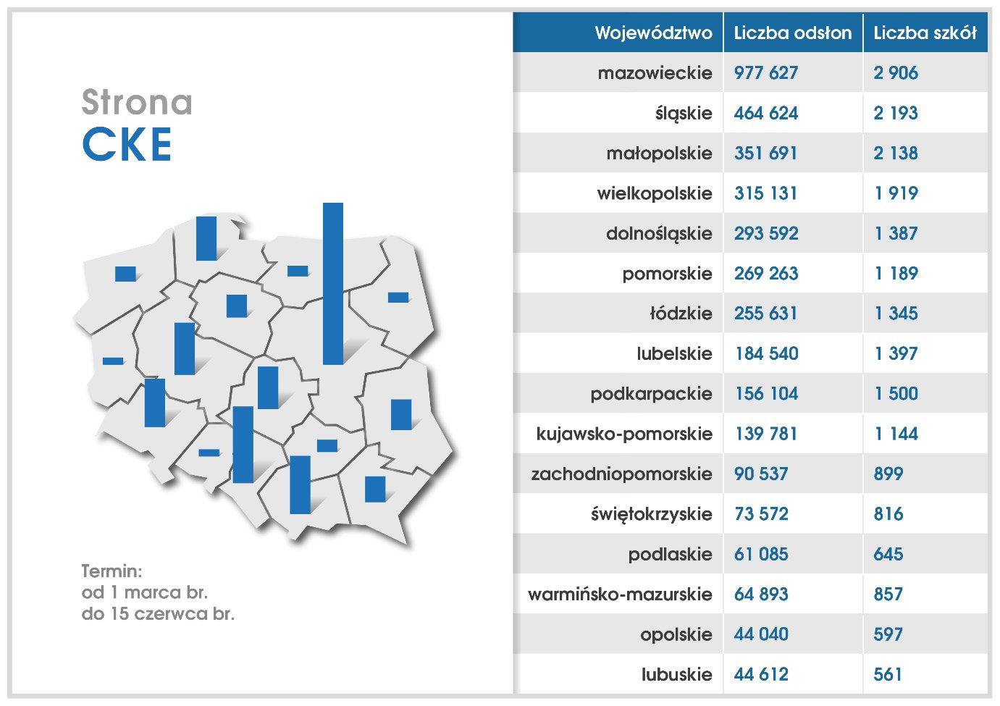 Strona
CKE
Termin:
od 1 marca br.
do 15 czerwca br.
Województwo Liczba odsłon Liczba szkół
mazowieckie 977 627 2 906
śląskie 464 624 2 193
małopolskie 351 691 2 138
wielkopolskie 315 131 1 919
dolnośląskie 293 592 1 387
pomorskie 269 263 1 189
łódzkie 255 631 1 345
lubelskie 184 540 1 397
podkarpackie 156 104 1 500
kujawsko-pomorskie 139 781 1 144
zachodniopomorskie 90 537 899
świętokrzyskie 73 572 816
podlaskie 61 085 645
warmińsko-mazurskie 64 893 857
opolskie 44 040 597
lubuskie 44 612 561